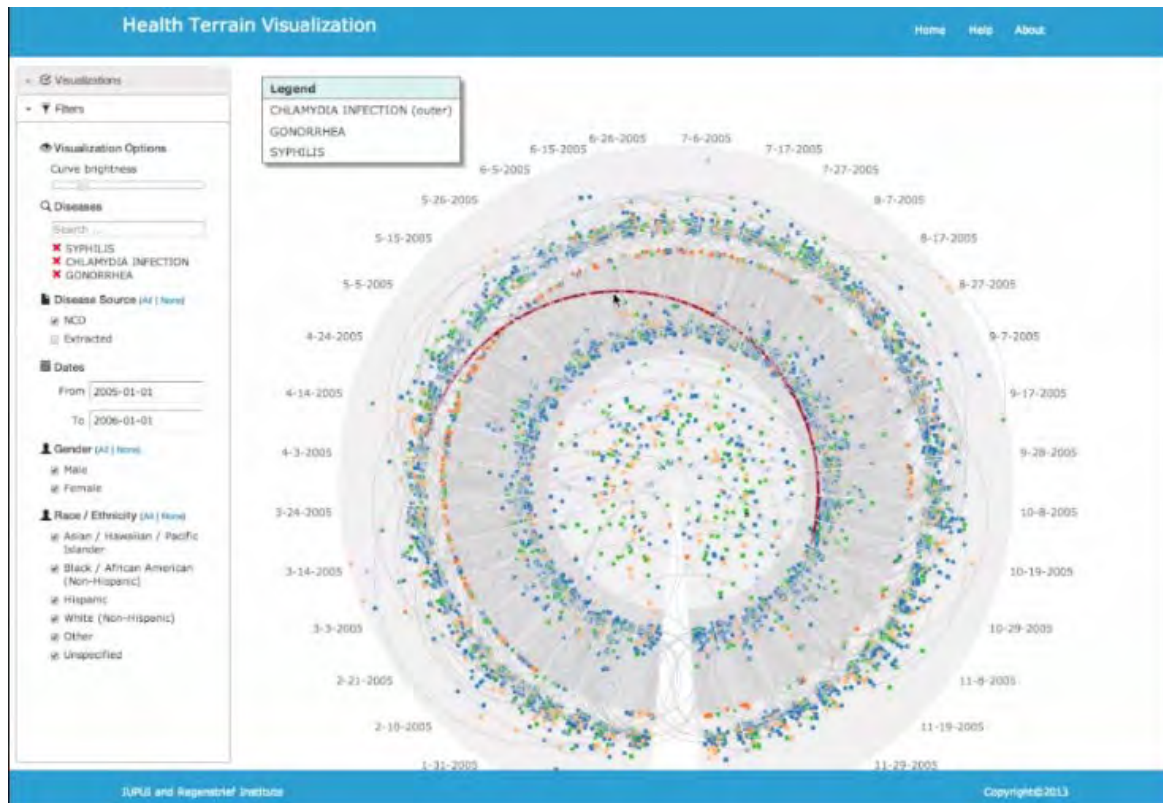 Health Terrain Visualization
Home Help About
Visualizations
Filters
Visualization Options
Curve brightness
Diseases
Search ...
SYPHILIS
CHLAMYDIA INFECTION
GONORRHEA
Disease Source (All | None)
NCD
Extracted
Dates
From 2005-01-01
To 2006-01-01
Gender (All | None)
Male
Female
Race / Ethnicity (All | None)
Asian / Hawaiian / Pacific
Islander
Black / African American
(Non-Hispanic)
Hispanic
White (Non-Hispanic)
Other
Unspecified
Legend
CHLAMYDIA INFECTION (outer)
GONORRHEA
SYPHILIS
1-31-2005
2-10-2005
2-21-2005
3-3-2005
3-14-2005
3-24-2005
4-3-2005
4-14-2005
4-24-2005
5-5-2005
5-15-2005
5-26-2005
6-5-2005
6-15-2005
6-26-2005
7-6-2005
7-17-2005
7-27-2005
8-7-2005
8-17-2005
8-27-2005
9-7-2005
9-17-2005
9-28-2005
10-8-2005
10-19-2005
10-29-2005
11-8-2005
11-19-2005
11-29-2005
IUPUI and Regenstrief Institute
Copyright©2013